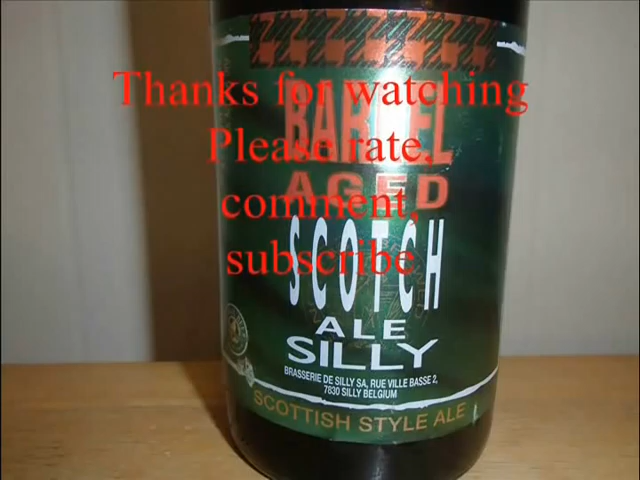 Thanks for watching
Please rate,
comment,
subscribe
BARREL
AGED
SCOTCH
ALE
SILLY
BRASSERIE DE SILLY SA, RUE VILLE BASSE 2,
7830 SILLY BELGIUM
SCOTTISH STYLE ALE